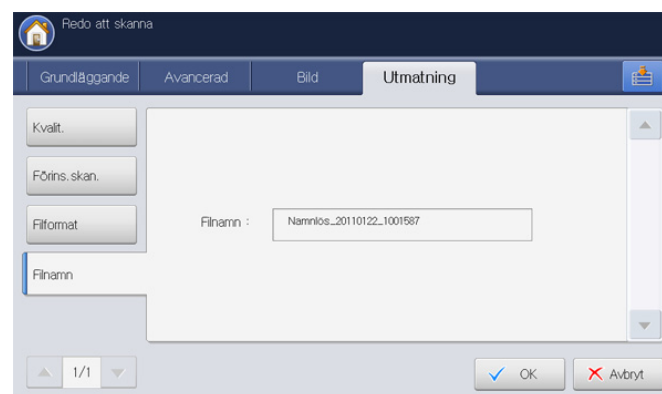 Redo att skanna
Grundläggande Avancerad Bild Utmatning
Kvalit.
Förins. skan.
Filformat
Filnamn : Namnlös_20110122_1001587
Filnamn
1/1 OK Avbryt